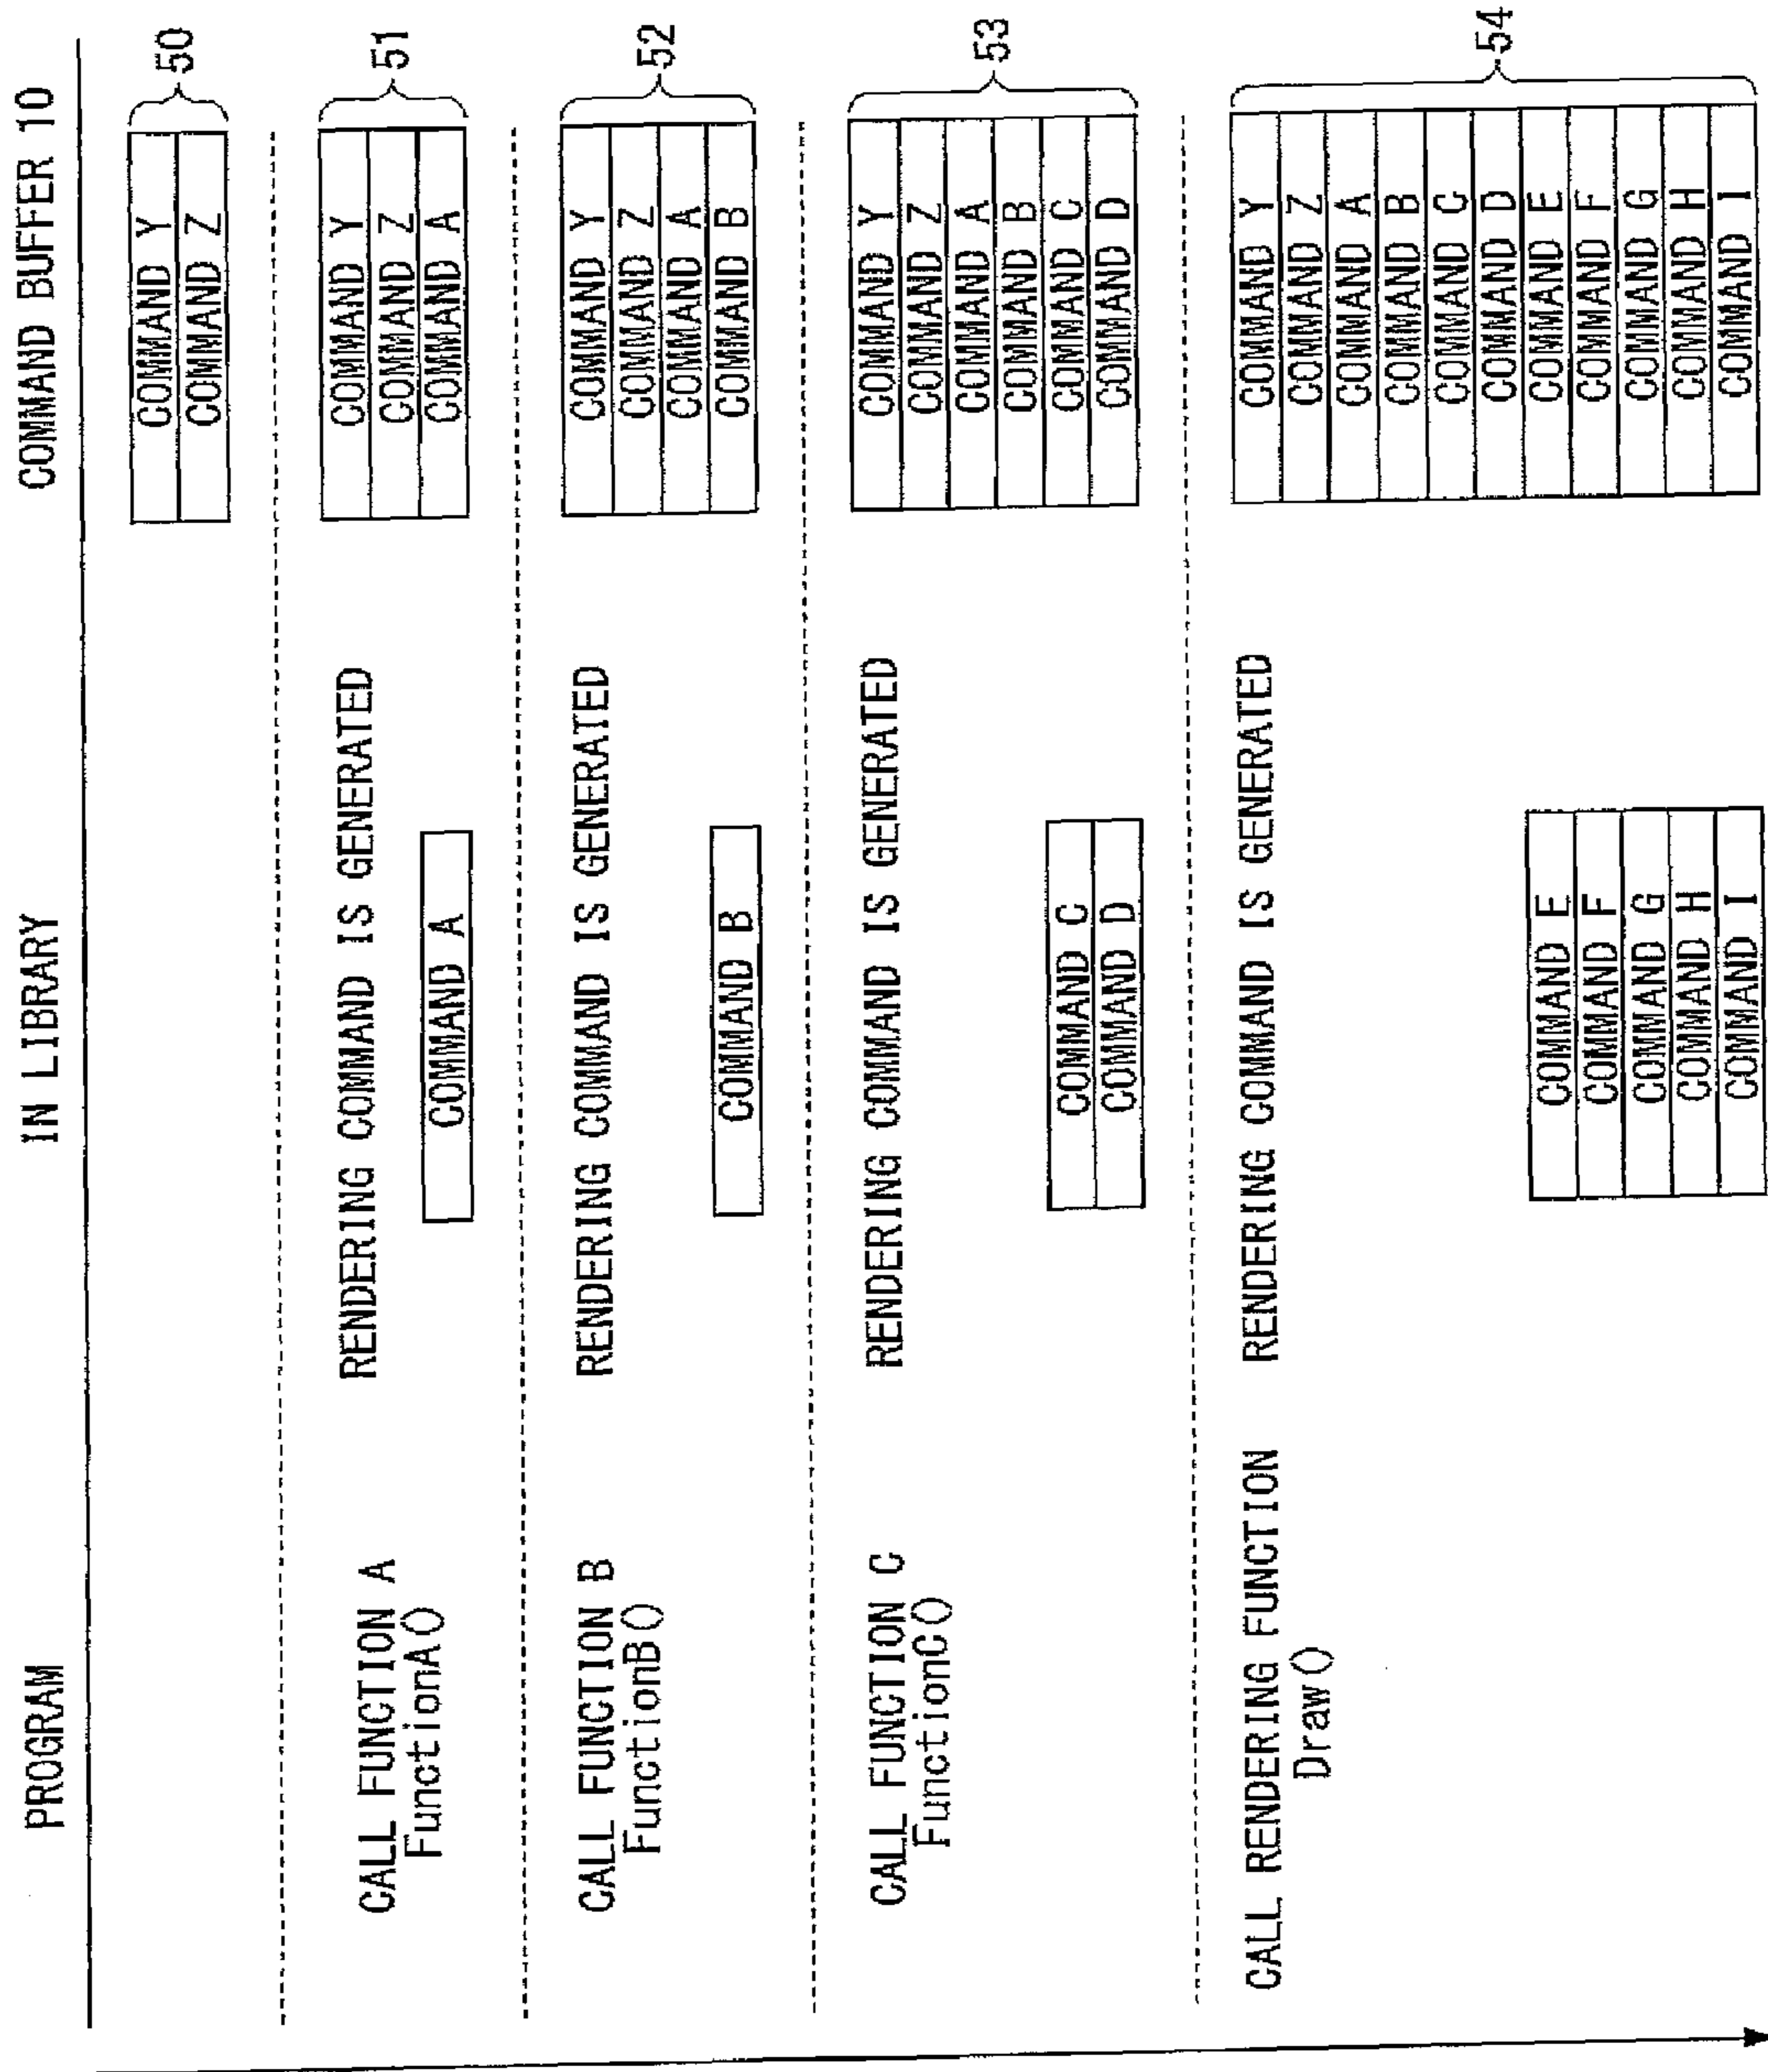 PROGRAM
IN LIBRARY
COMMAND BUFFER 10
COMMAND Y
COMMAND Z
50
CALL FUNCTION A
FunctionA()
RENDERING COMMAND IS GENERATED
COMMAND A
COMMAND Y
COMMAND Z
COMMAND A
51
CALL FUNCTION B
FunctionB()
RENDERING COMMAND IS GENERATED
COMMAND B
COMMAND Y
COMMAND Z
COMMAND A
COMMAND B
52
CALL FUNCTION C
FunctionC()
RENDERING COMMAND IS GENERATED
COMMAND C
COMMAND D
COMMAND Y
COMMAND Z
COMMAND A
COMMAND B
COMMAND C
COMMAND D
53
CALL RENDERING FUNCTION
Draw()
RENDERING COMMAND IS GENERATED
COMMAND E
COMMAND F
COMMAND G
COMMAND H
COMMAND I
COMMAND Y
COMMAND Z
COMMAND A
COMMAND B
COMMAND C
COMMAND D
COMMAND E
COMMAND F
COMMAND G
COMMAND H
COMMAND I
54